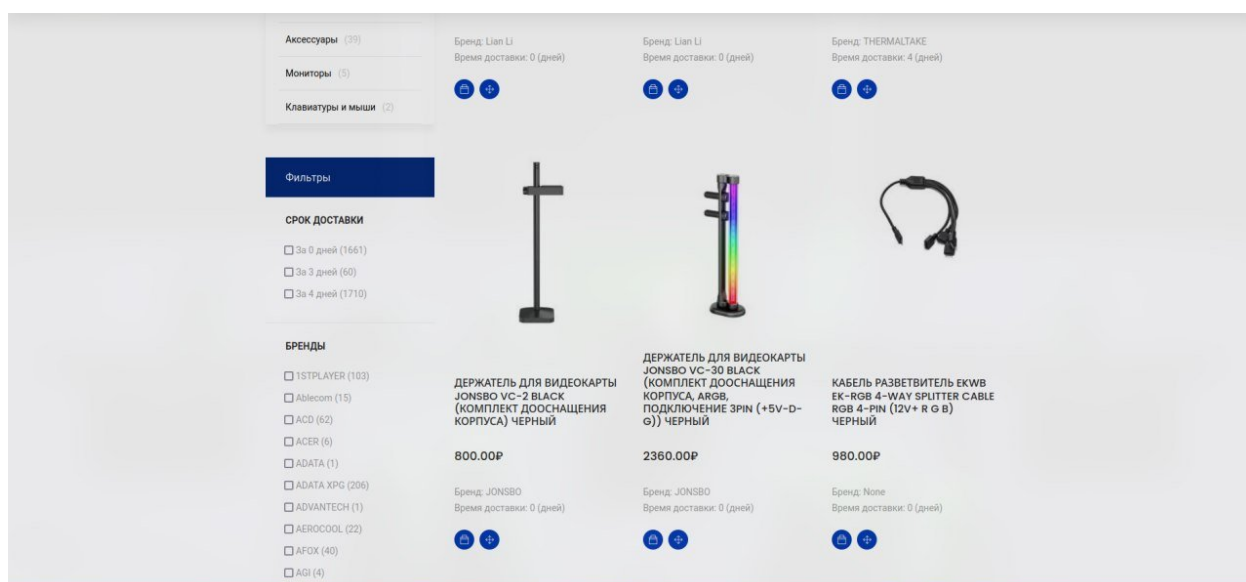 Аксессуары (39)
Мониторы (5)
Клавиатуры и мыши (2)
Фильтры
СРОК ДОСТАВКИ
За 0 дней (1661)
За 3 дней (60)
За 4 дней (1710)
БРЕНДЫ
1STPLAYER (103)
Ablecom (15)
ACD (62)
ACER (6)
ADATA (1)
ADATA XPG (206)
ADVANTECH (1)
AEROCOOL (22)
AFOX (40)
AGI (4)
Бренд: Lian Li
Время доставки: 0 (дней)
Бренд: Lian Li
Время доставки: 0 (дней)
Бренд: THERMALTAKE
Время доставки: 4 (дней)
ДЕРЖАТЕЛЬ ДЛЯ ВИДЕОКАРТЫ
JONSBO VC-2 BLACK
(КОМПЛЕКТ ДООСНАЩЕНИЯ
КОРПУСА) ЧЕРНЫЙ
800.00₽
Бренд: JONSBO
Время доставки: 0 (дней)
ДЕРЖАТЕЛЬ ДЛЯ ВИДЕОКАРТЫ
JONSBO VC-30 BLACK
(КОМПЛЕКТ ДООСНАЩЕНИЯ
КОРПУСА, ARGB,
ПОДКЛЮЧЕНИЕ 3PIN (+5V-D-
G)) ЧЕРНЫЙ
2360.00₽
Бренд: JONSBO
Время доставки: 0 (дней)
КАБЕЛЬ РАЗВЕТВИТЕЛЬ EKWB
EK-RGB 4-WAY SPLITTER CABLE
RGB 4-PIN (12V+ R G B)
ЧЕРНЫЙ
980.00₽
Бренд: None
Время доставки: 0 (дней)